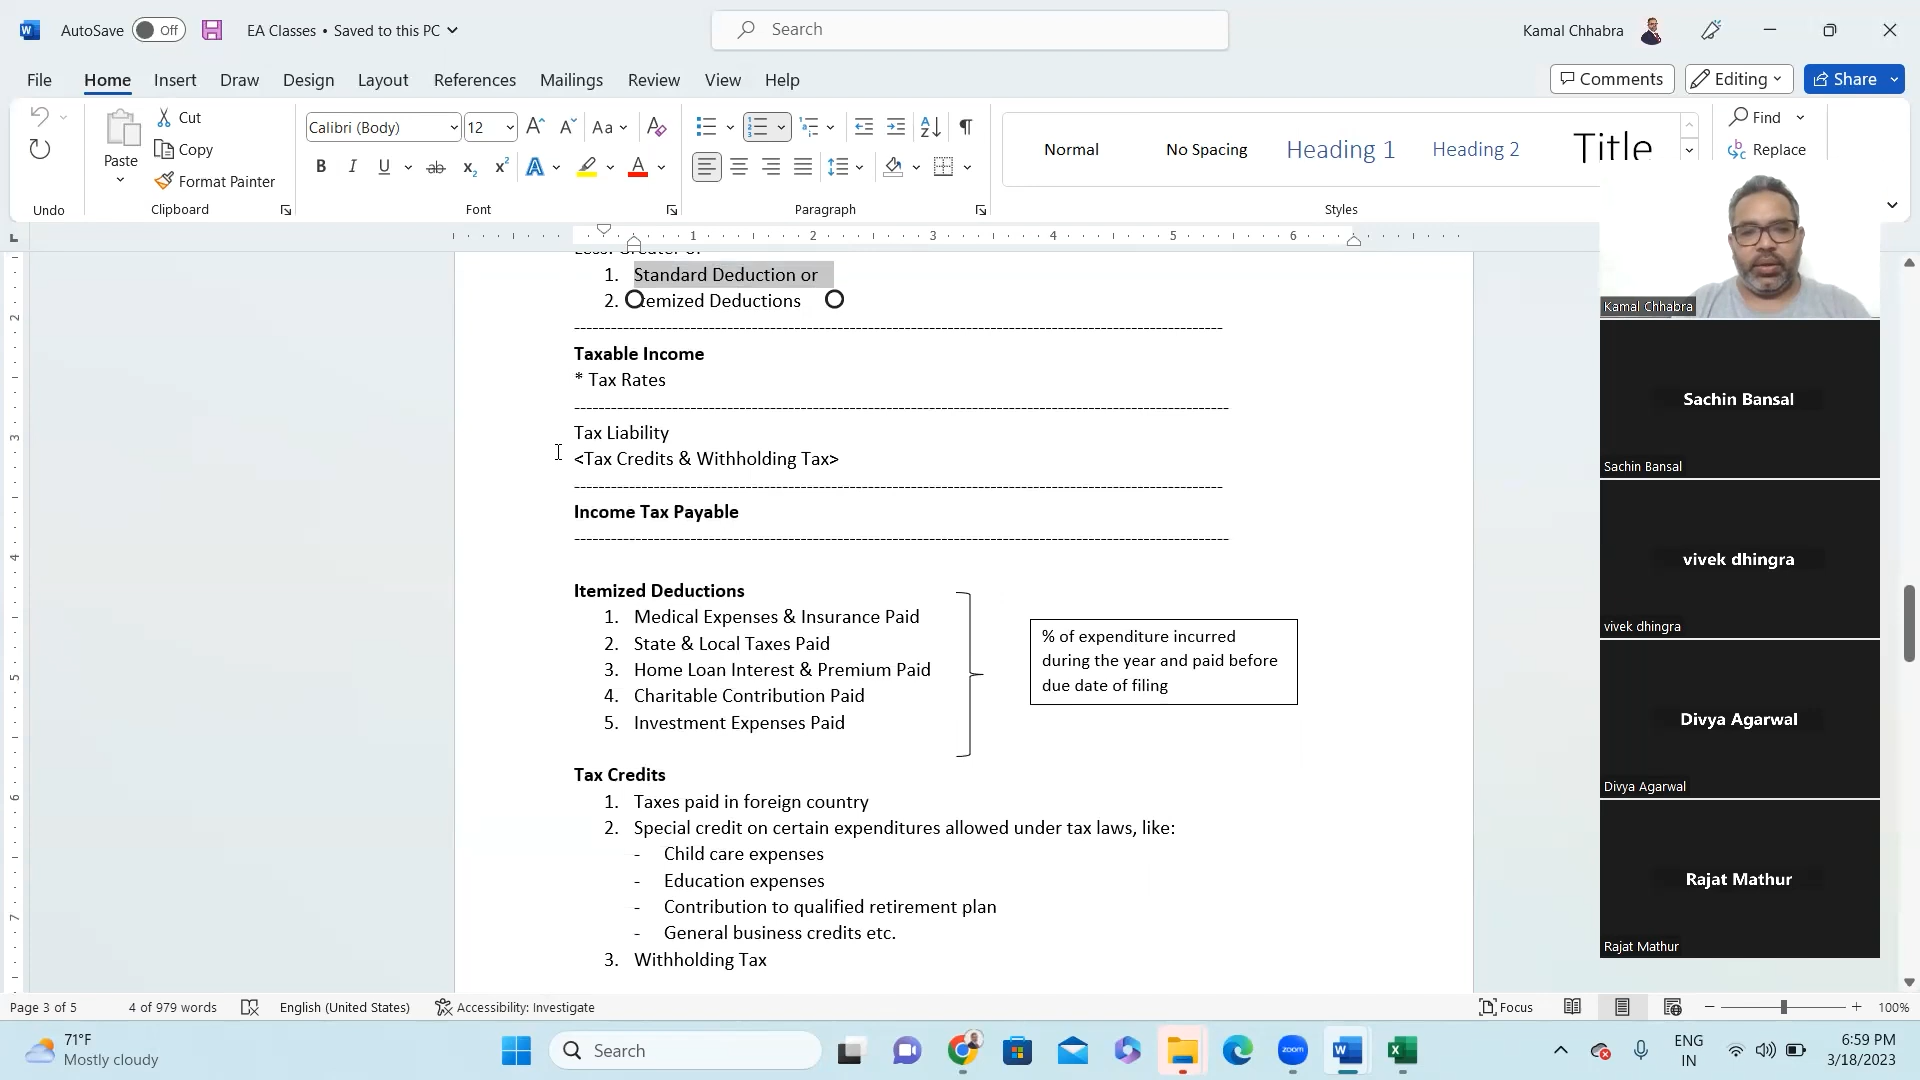 AutoSave Off EA Classes • Saved to this PC Search Kamal Chhabra
File Home Insert Draw Design Layout References Mailings Review View Help Comments Editing Share
Paste Cut Copy Format Painter
Calibri (Body) 12
Normal No Spacing Heading 1 Heading 2 Title
Find
Replace
Undo Clipboard Font Paragraph Styles
1 2 3 4 5 6
1. Standard Deduction or
2. Itemized Deductions
Taxable Income
* Tax Rates
Tax Liability
<Tax Credits & Withholding Tax>
Income Tax Payable
Itemized Deductions
1. Medical Expenses & Insurance Paid
2. State & Local Taxes Paid
3. Home Loan Interest & Premium Paid
4. Charitable Contribution Paid
5. Investment Expenses Paid
% of expenditure incurred
during the year and paid before
due date of filing
Tax Credits
1. Taxes paid in foreign country
2. Special credit on certain expenditures allowed under tax laws, like:
- Child care expenses
- Education expenses
- Contribution to qualified retirement plan
- General business credits etc.
3. Withholding Tax
Kamal Chhabra
Sachin Bansal
Sachin Bansal
vivek dhingra
vivek dhingra
Divya Agarwal
Divya Agarwal
Rajat Mathur
Rajat Mathur
Page 3 of 5 4 of 979 words English (United States) Accessibility: Investigate Focus 100%
71°F
Mostly cloudy
Search
zoom
ENG
IN
6:59 PM
3/18/2023